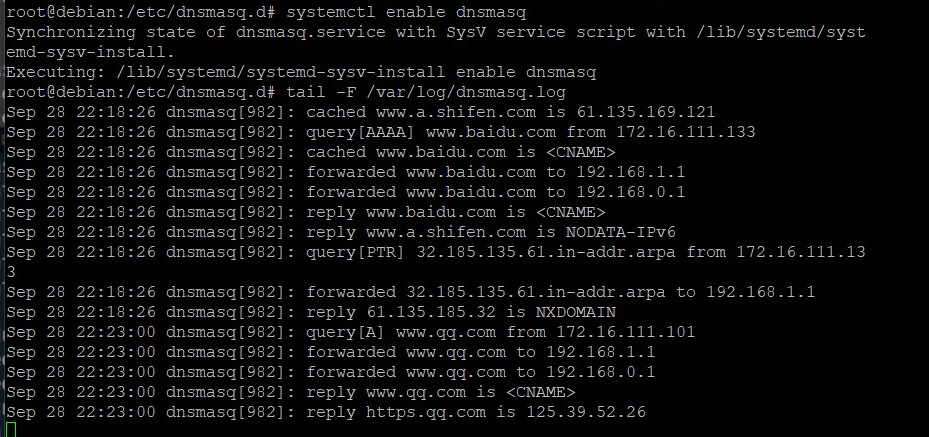 root@debian:/etc/dnsmasq.d# systemctl enable dnsmasq
Synchronizing state of dnsmasq.service with SysV service script with /lib/systemd/syst
emd-sysv-install.
Executing: /lib/systemd/systemd-sysv-install enable dnsmasq
root@debian:/etc/dnsmasq.d# tail -F /var/log/dnsmasq.log
Sep 28 22:18:26 dnsmasq[982]: cached www.a.shifen.com is 61.135.169.121
Sep 28 22:18:26 dnsmasq[982]: query[AAAA] www.baidu.com from 172.16.111.133
Sep 28 22:18:26 dnsmasq[982]: cached www.baidu.com is <CNAME>
Sep 28 22:18:26 dnsmasq[982]: forwarded www.baidu.com to 192.168.1.1
Sep 28 22:18:26 dnsmasq[982]: forwarded www.baidu.com to 192.168.0.1
Sep 28 22:18:26 dnsmasq[982]: reply www.baidu.com is <CNAME>
Sep 28 22:18:26 dnsmasq[982]: reply www.a.shifen.com is NODATA-IPv6
Sep 28 22:18:26 dnsmasq[982]: query[PTR] 32.185.135.61.in-addr.arpa from 172.16.111.13
3
Sep 28 22:18:26 dnsmasq[982]: forwarded 32.185.135.61.in-addr.arpa to 192.168.1.1
Sep 28 22:18:26 dnsmasq[982]: reply 61.135.185.32 is NXDOMAIN
Sep 28 22:23:00 dnsmasq[982]: query[A] www.qq.com from 172.16.111.101
Sep 28 22:23:00 dnsmasq[982]: forwarded www.qq.com to 192.168.1.1
Sep 28 22:23:00 dnsmasq[982]: forwarded www.qq.com to 192.168.0.1
Sep 28 22:23:00 dnsmasq[982]: reply www.qq.com is <CNAME>
Sep 28 22:23:00 dnsmasq[982]: reply https.qq.com is 125.39.52.26